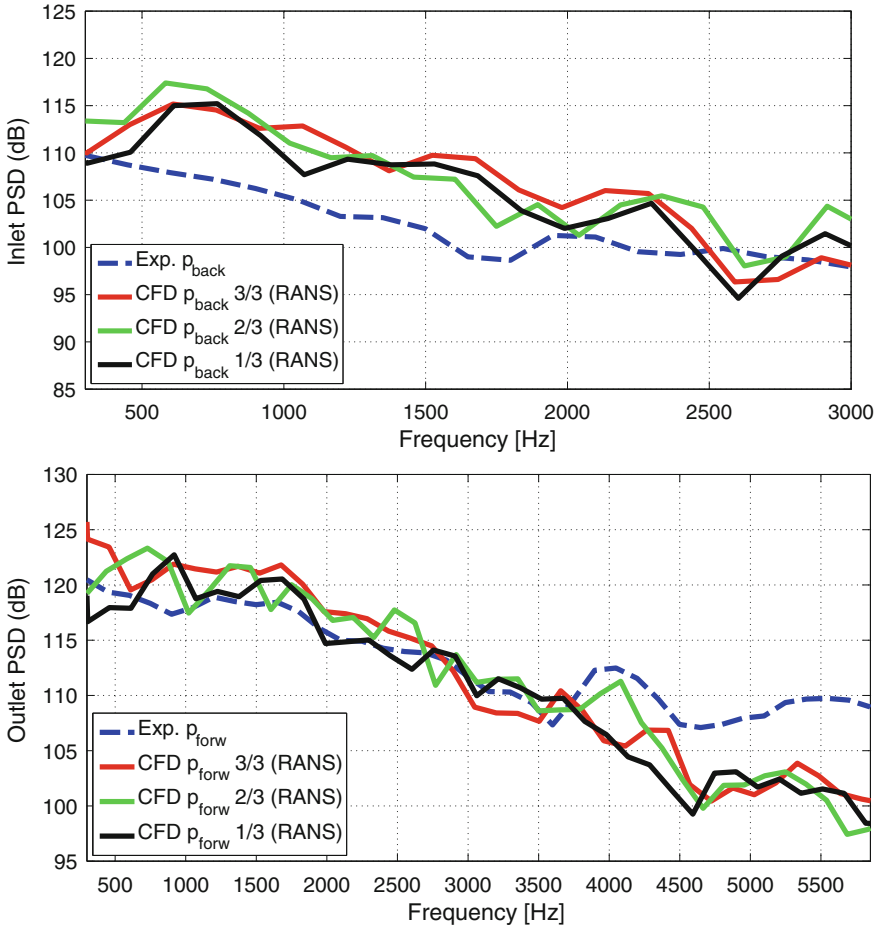 125
120
115
110
105
100
95
90
85
Inlet PSD (dB)
Exp. p_back
CFD p_back 3/3 (RANS)
CFD p_back 2/3 (RANS)
CFD p_back 1/3 (RANS)
500 1000 1500 2000 2500 3000
Frequency [Hz]
130
125
120
115
110
105
100
95
Outlet PSD (dB)
Exp. p_forw
CFD p_forw 3/3 (RANS)
CFD p_forw 2/3 (RANS)
CFD p_forw 1/3 (RANS)
500 1000 1500 2000 2500 3000 3500 4000 4500 5000 5500
Frequency [Hz]